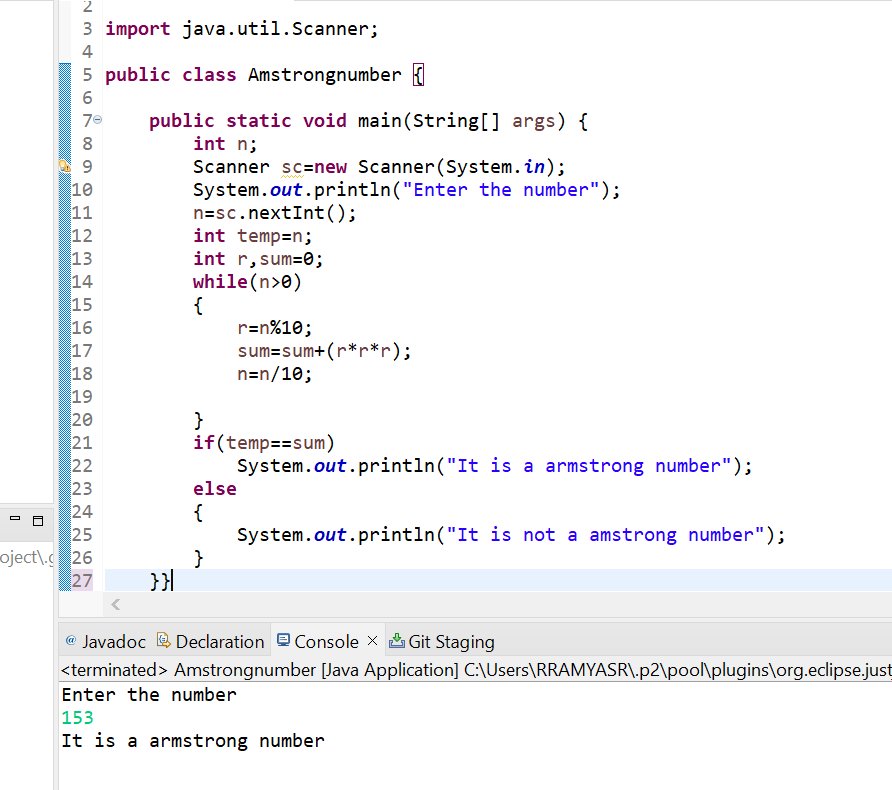 2
3 import java.util.Scanner;
4
5 public class Amstrongnumber {
6
7 public static void main(String[] args) {
8 int n;
9 Scanner sc=new Scanner(System.in);
10 System.out.println("Enter the number");
11 n=sc.nextInt();
12 int temp=n;
13 int r,sum=0;
14 while(n>0)
15 {
16 r=n%10;
17 sum=sum+(r*r*r);
18 n=n/10;
19
20 }
21 if(temp==sum)
22 System.out.println("It is a armstrong number");
23 else
24 {
25 System.out.println("It is not a amstrong number");
26 }
27 }}
oject\.g
@ Javadoc Declaration Console × Git Staging
<terminated> Amstrongnumber [Java Application] C:\Users\RRAMYASR\.p2\pool\plugins\org.eclipse.just
Enter the number
153
It is a armstrong number